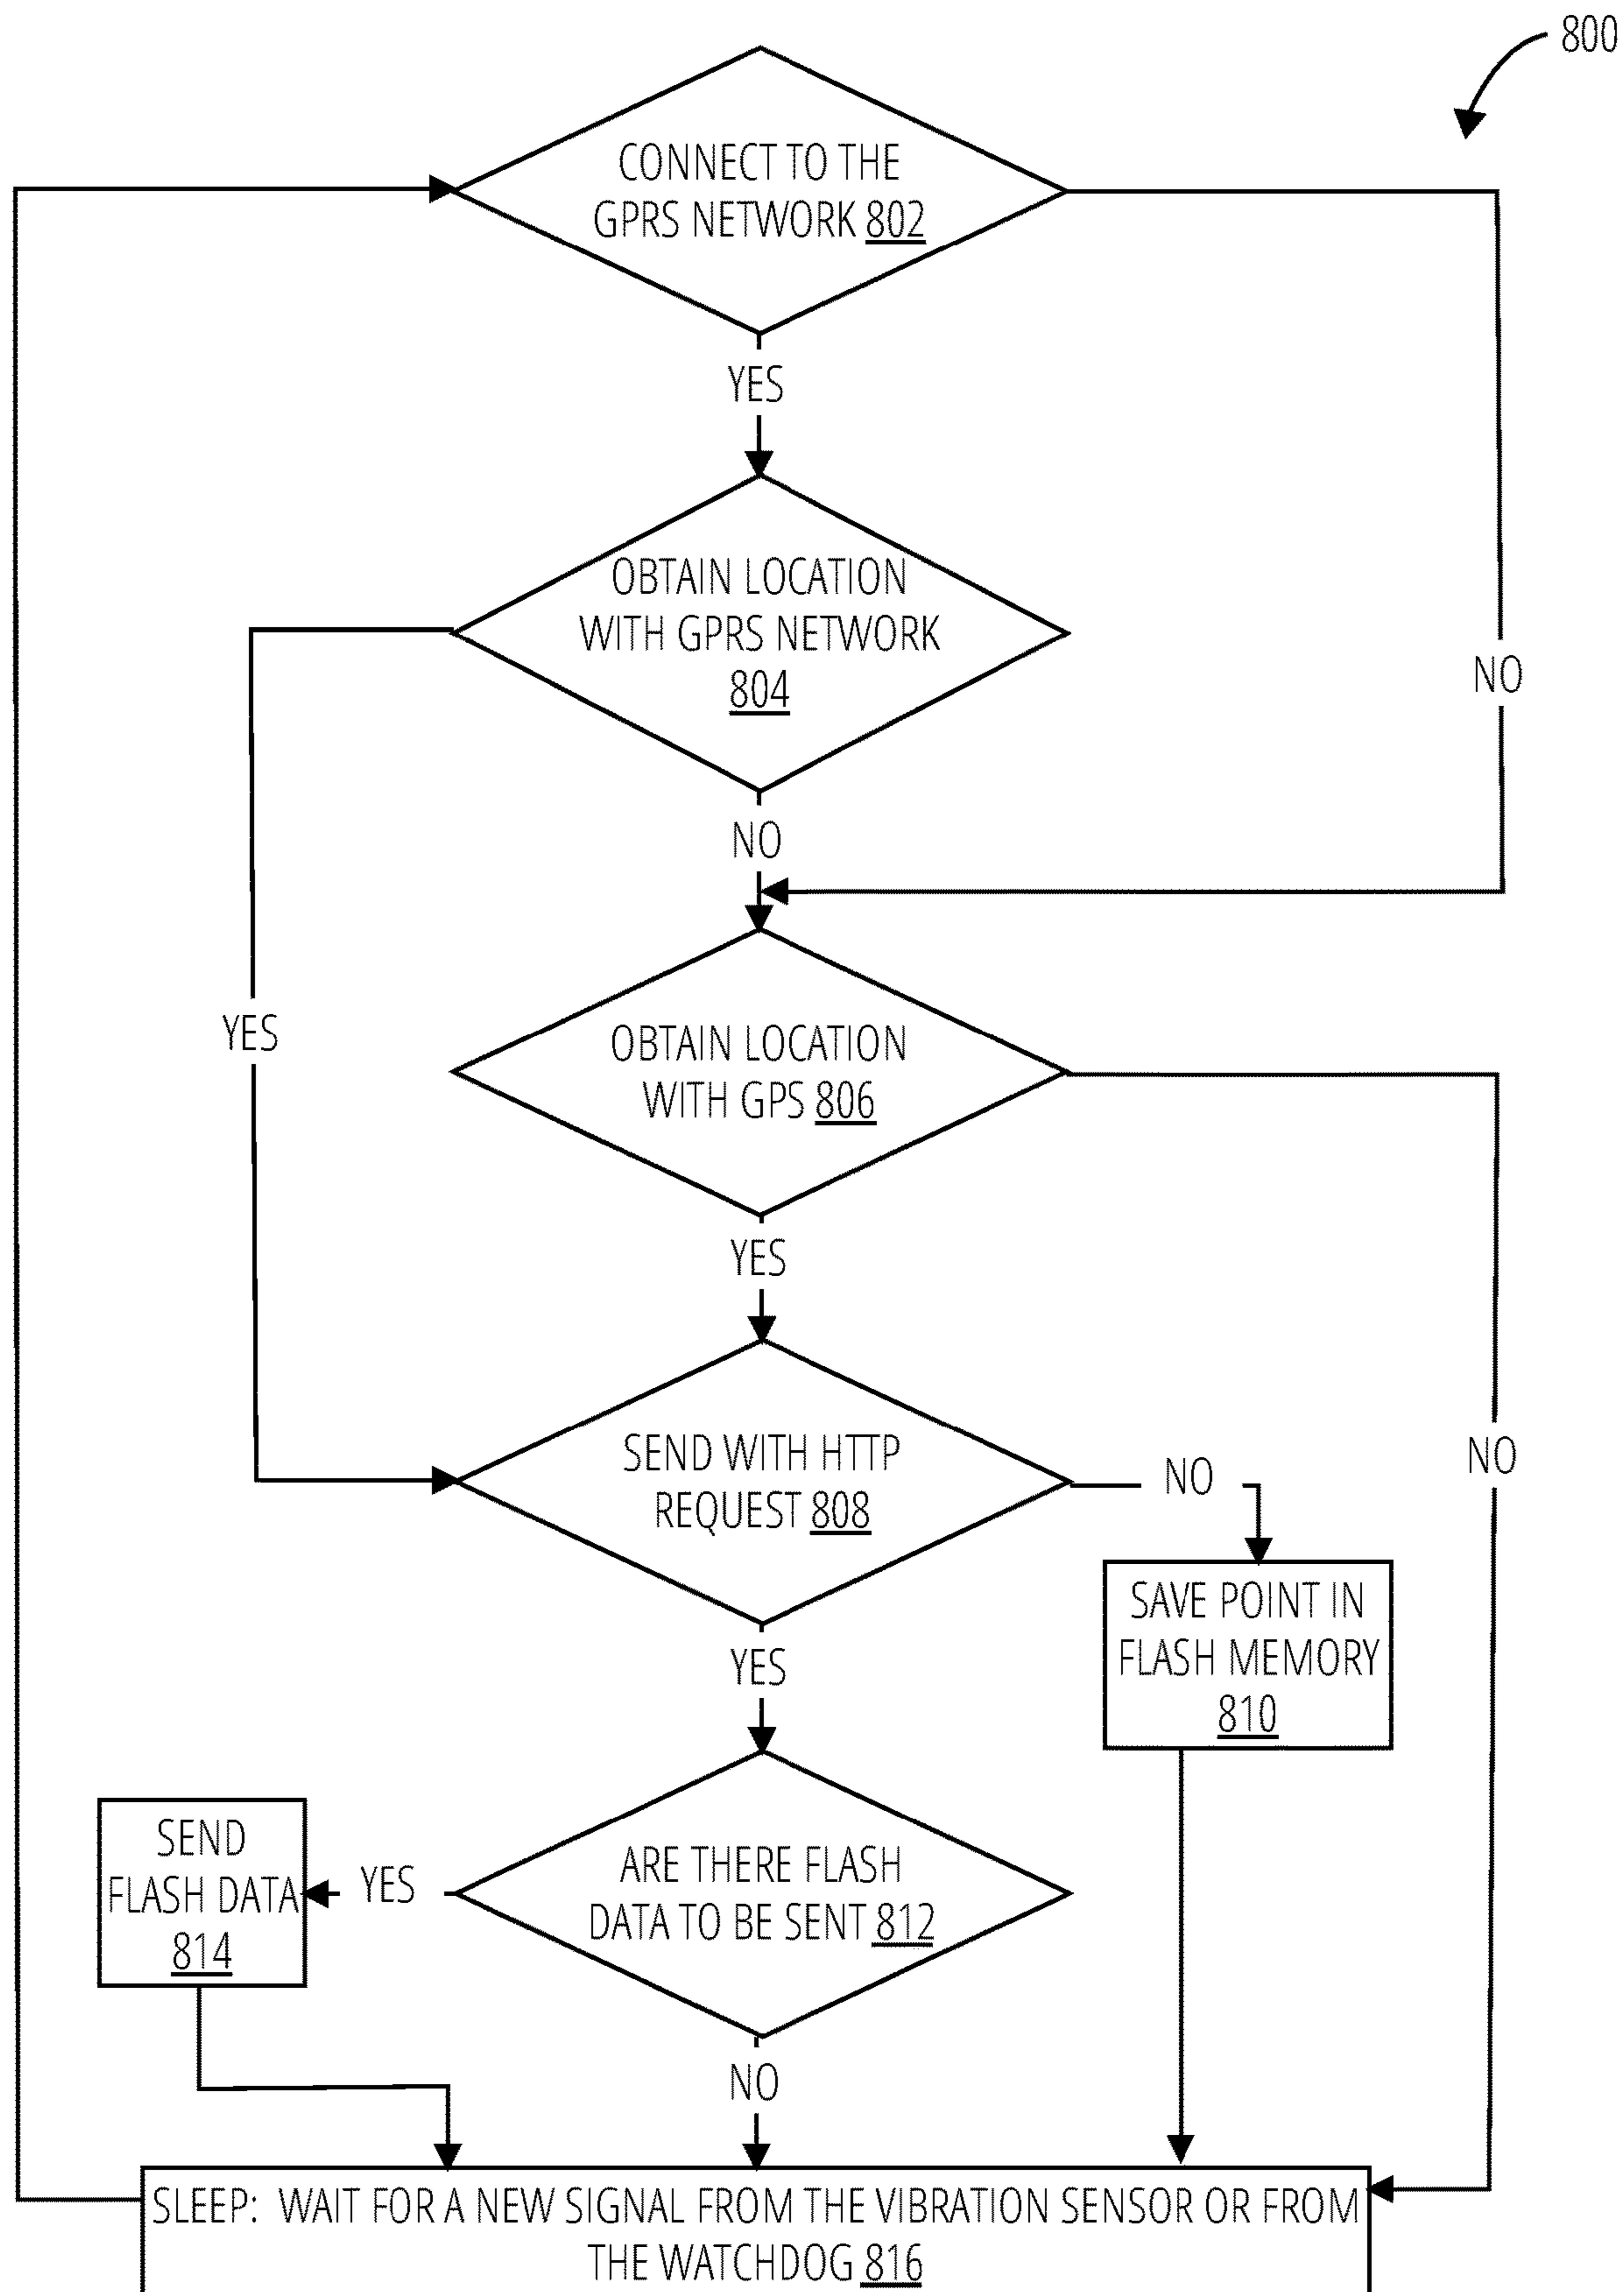 800
CONNECT TO THE
GPRS NETWORK 802
YES
OBTAIN LOCATION
WITH GPRS NETWORK
804
NO
NO
YES
OBTAIN LOCATION
WITH GPS 806
YES
NO
SEND WITH HTTP
REQUEST 808
NO
SAVE POINT IN
FLASH MEMORY
810
YES
SEND
FLASH DATA
814
YES
ARE THERE FLASH
DATA TO BE SENT 812
NO
SLEEP: WAIT FOR A NEW SIGNAL FROM THE VIBRATION SENSOR OR FROM
THE WATCHDOG 816